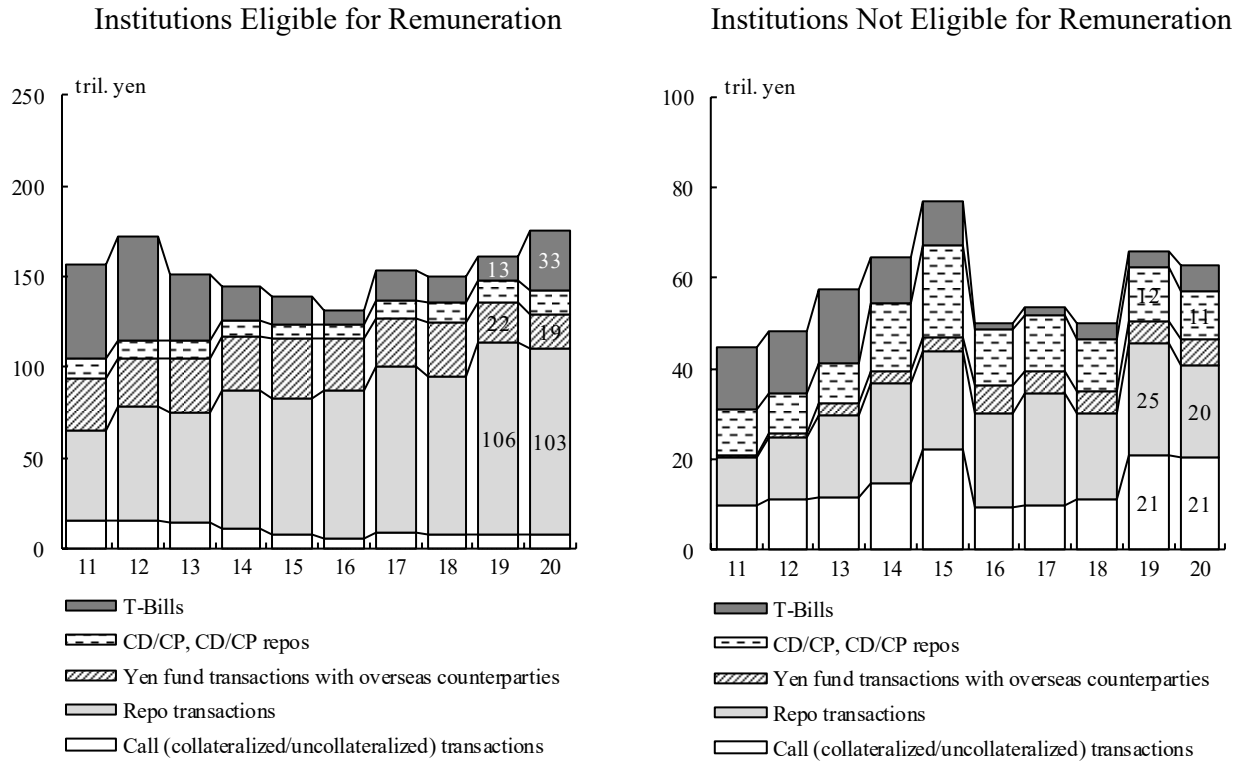 Institutions Eligible for Remuneration
tril. yen
250
200
150
100
50
0
13
33
22
19
106
103
11 12 13 14 15 16 17 18 19 20
T-Bills
CD/CP, CD/CP repos
Yen fund transactions with overseas counterparties
Repo transactions
Call (collateralized/uncollateralized) transactions
Institutions Not Eligible for Remuneration
tril. yen
100
80
60
40
20
0
12
11
25
20
21
21
11 12 13 14 15 16 17 18 19 20
T-Bills
CD/CP, CD/CP repos
Yen fund transactions with overseas counterparties
Repo transactions
Call (collateralized/uncollateralized) transactions